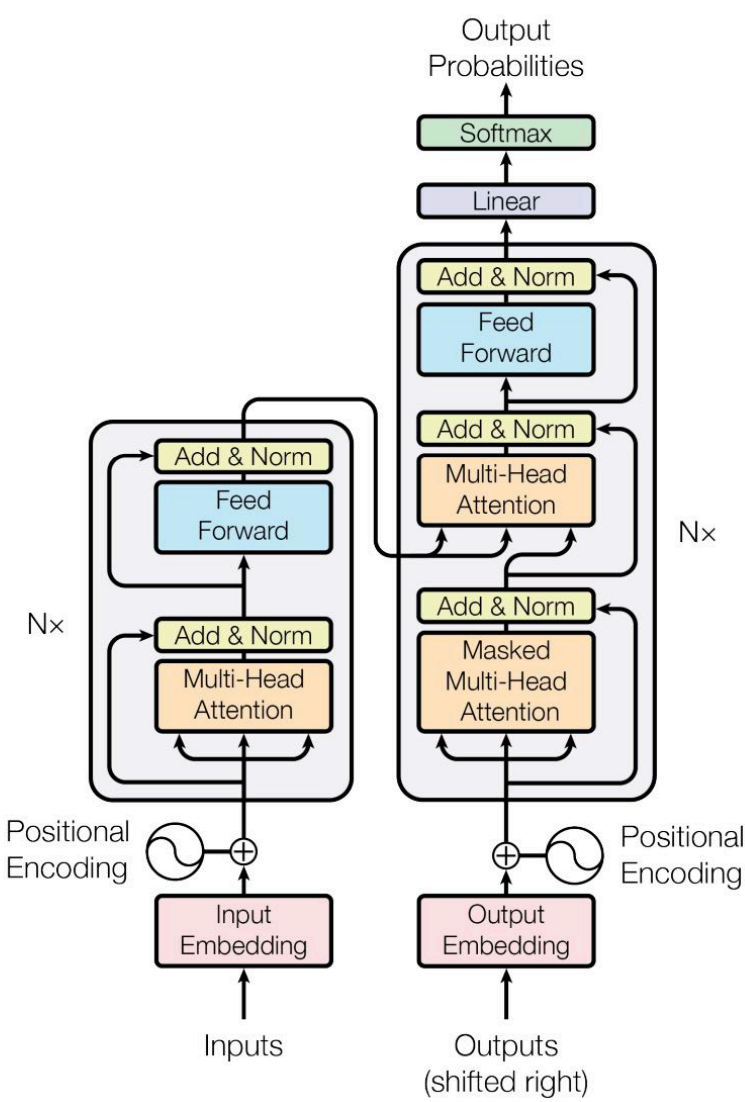 Output
Probabilities
Softmax
Linear
Add & Norm
Feed
Forward
Add & Norm
Multi-Head
Attention
Add & Norm
Masked
Multi-Head
Attention
N×
Add & Norm
Feed
Forward
Add & Norm
Multi-Head
Attention
N×
Positional
Encoding
Positional
Encoding
Input
Embedding
Output
Embedding
Inputs
Outputs
(shifted right)